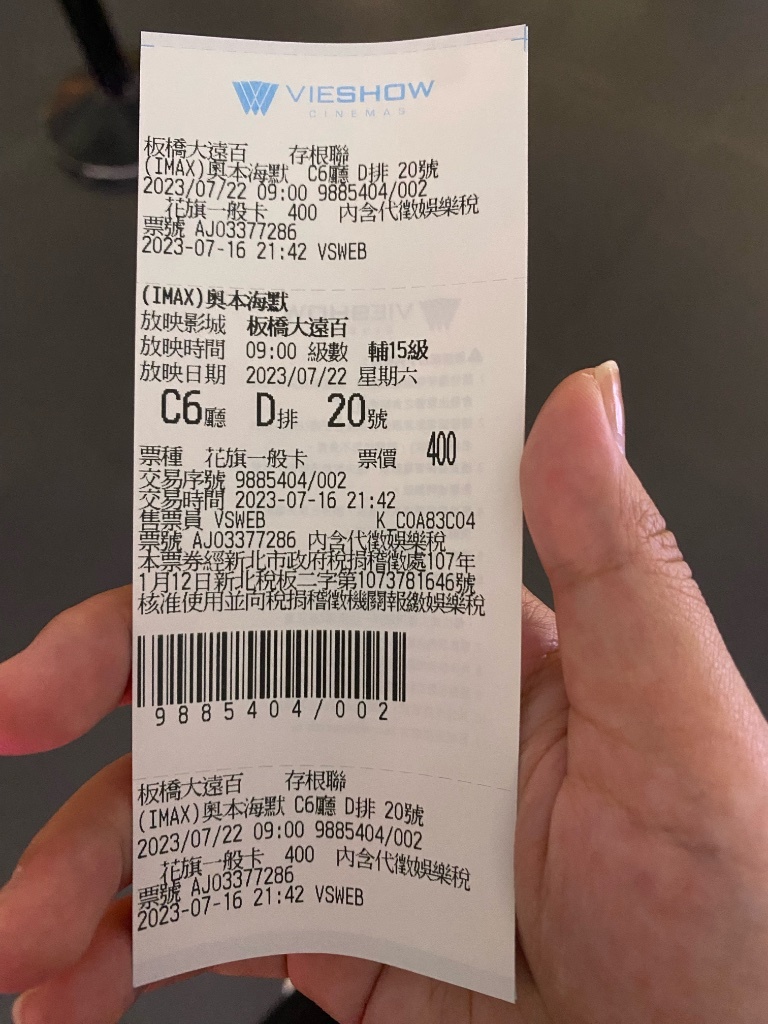 VIESHOW
CINEMAS
板橋大遠百 存根聯
(IMAX)奧本海默 C6廳 D排 20號
2023/07/22 09:00 9885404/002
花旗一般卡 400 內含代徵娛樂稅
票號 AJ03377286
2023-07-16 21:42 VSWEB
(IMAX)奧本海默
放映影城 板橋大遠百
放映時間 09:00 級數 輔15級
放映日期 2023/07/22 星期六
C6廳 D排 20號
票種 花旗一般卡 票價 400
交易序號 9885404/002
交易時間 2023-07-16 21:42
售票員 VSWEB K_C0A83C04
票號 AJ03377286 內含代徵娛樂稅
本票券經新北市政府稅捐稽徵處107年
1月12日新北稅板二字第1073781646號
核准使用並向稅捐稽徵機關報繳娛樂稅
9885404/002
板橋大遠百 存根聯
(IMAX)奧本海默 C6廳 D排 20號
2023/07/22 09:00 9885404/002
花旗一般卡 400 內含代徵娛樂稅
票號 AJ03377286
2023-07-16 21:42 VSWEB